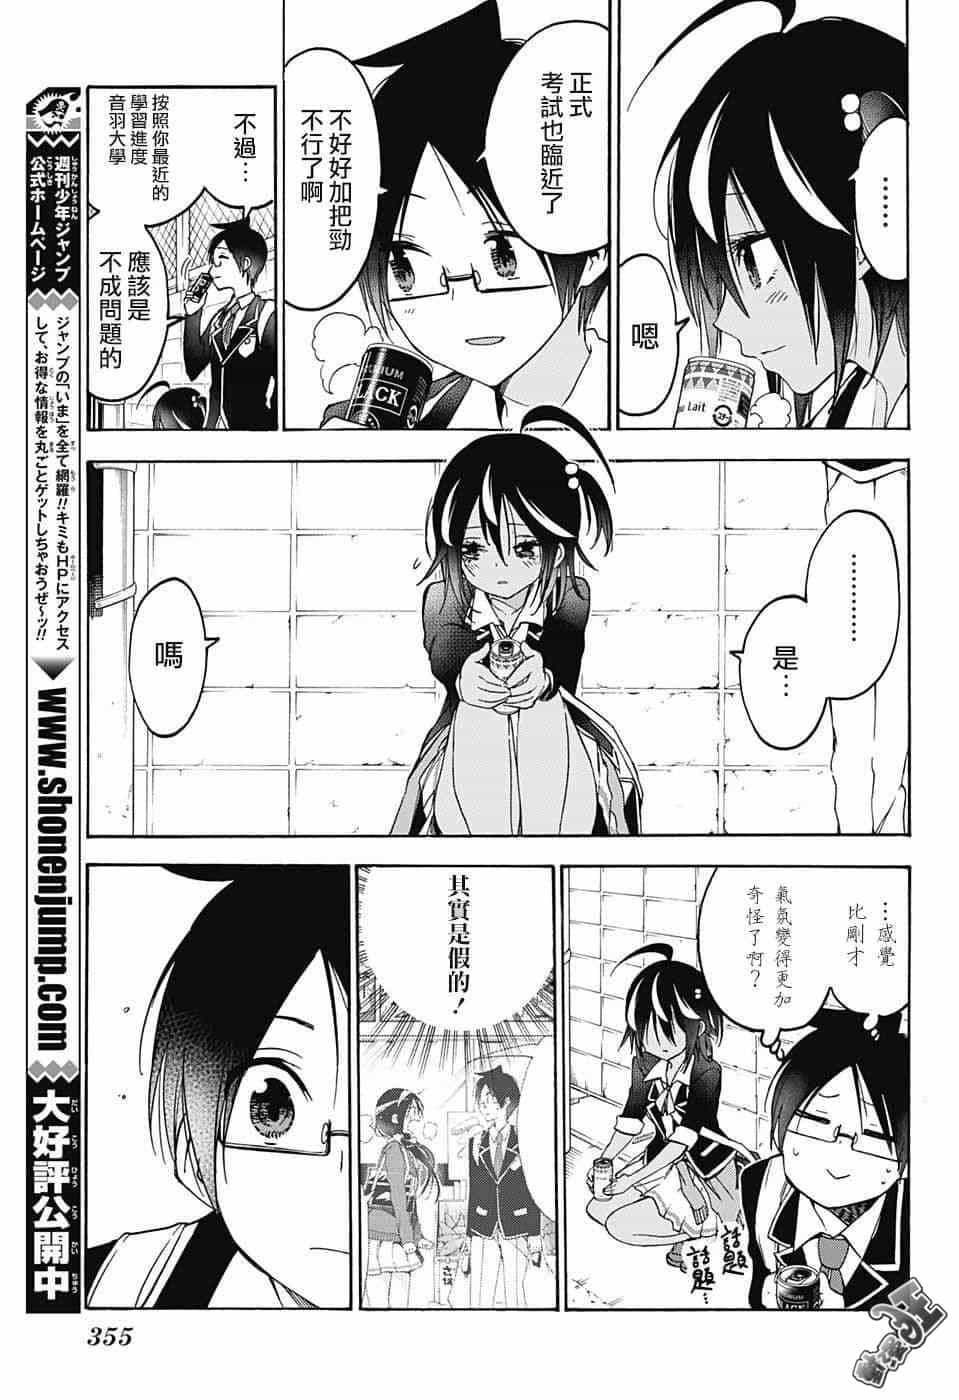 ……
嗯
正式
考試也臨近了
不好好加把勁
不行了啊
不過…
按照你最近的
學習進度
音羽大學
應該是
不成問題的
Lait
BLACK
………
是…
嗎
…感覺
比剛才
氣氛變得更加
奇怪了啊？
話題
話題…
其實是假的！
週刊少年ジャンプ
公式ホームページ
ジャンプの「いま」を全て網羅!!キミもHPにアクセス
して、お得な情報を丸ごとゲットしちゃおうぜ〜ッ!!
www.shonenjump.com
大好評公開中
355